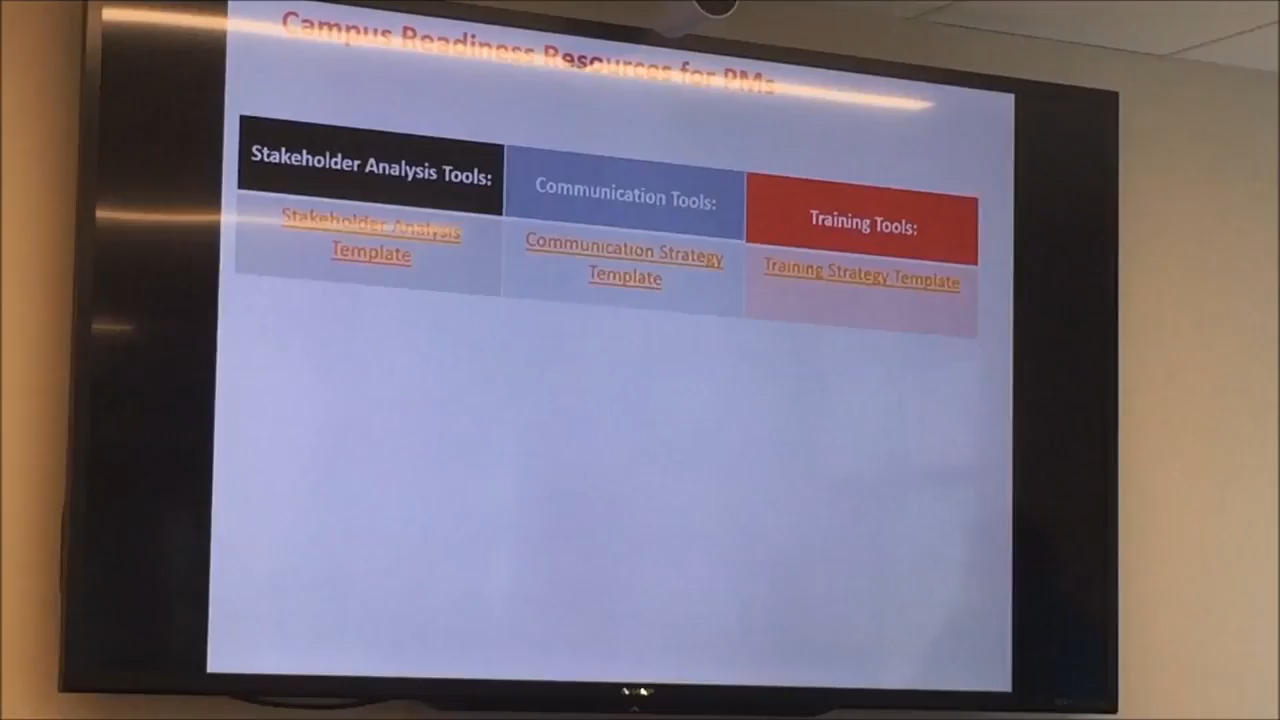 Campus Readiness Resources for PMs
Stakeholder Analysis Tools:
Communication Tools:
Training Tools:
Stakeholder Analysis
Template
Communication Strategy
Template
Training Strategy Template